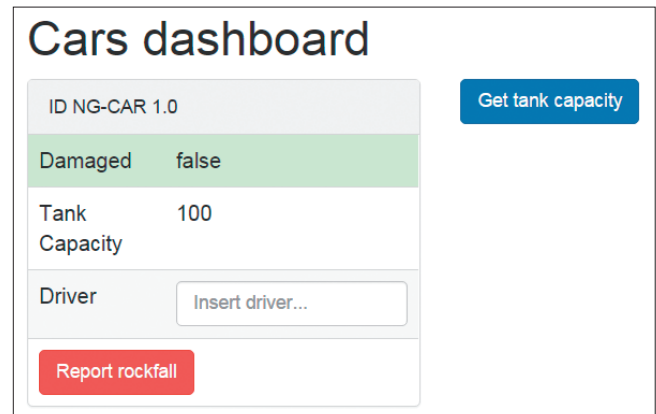 Cars dashboard
ID NG-CAR 1.0
Get tank capacity
Damaged false
Tank Capacity 100
Driver Insert driver...
Report rockfall